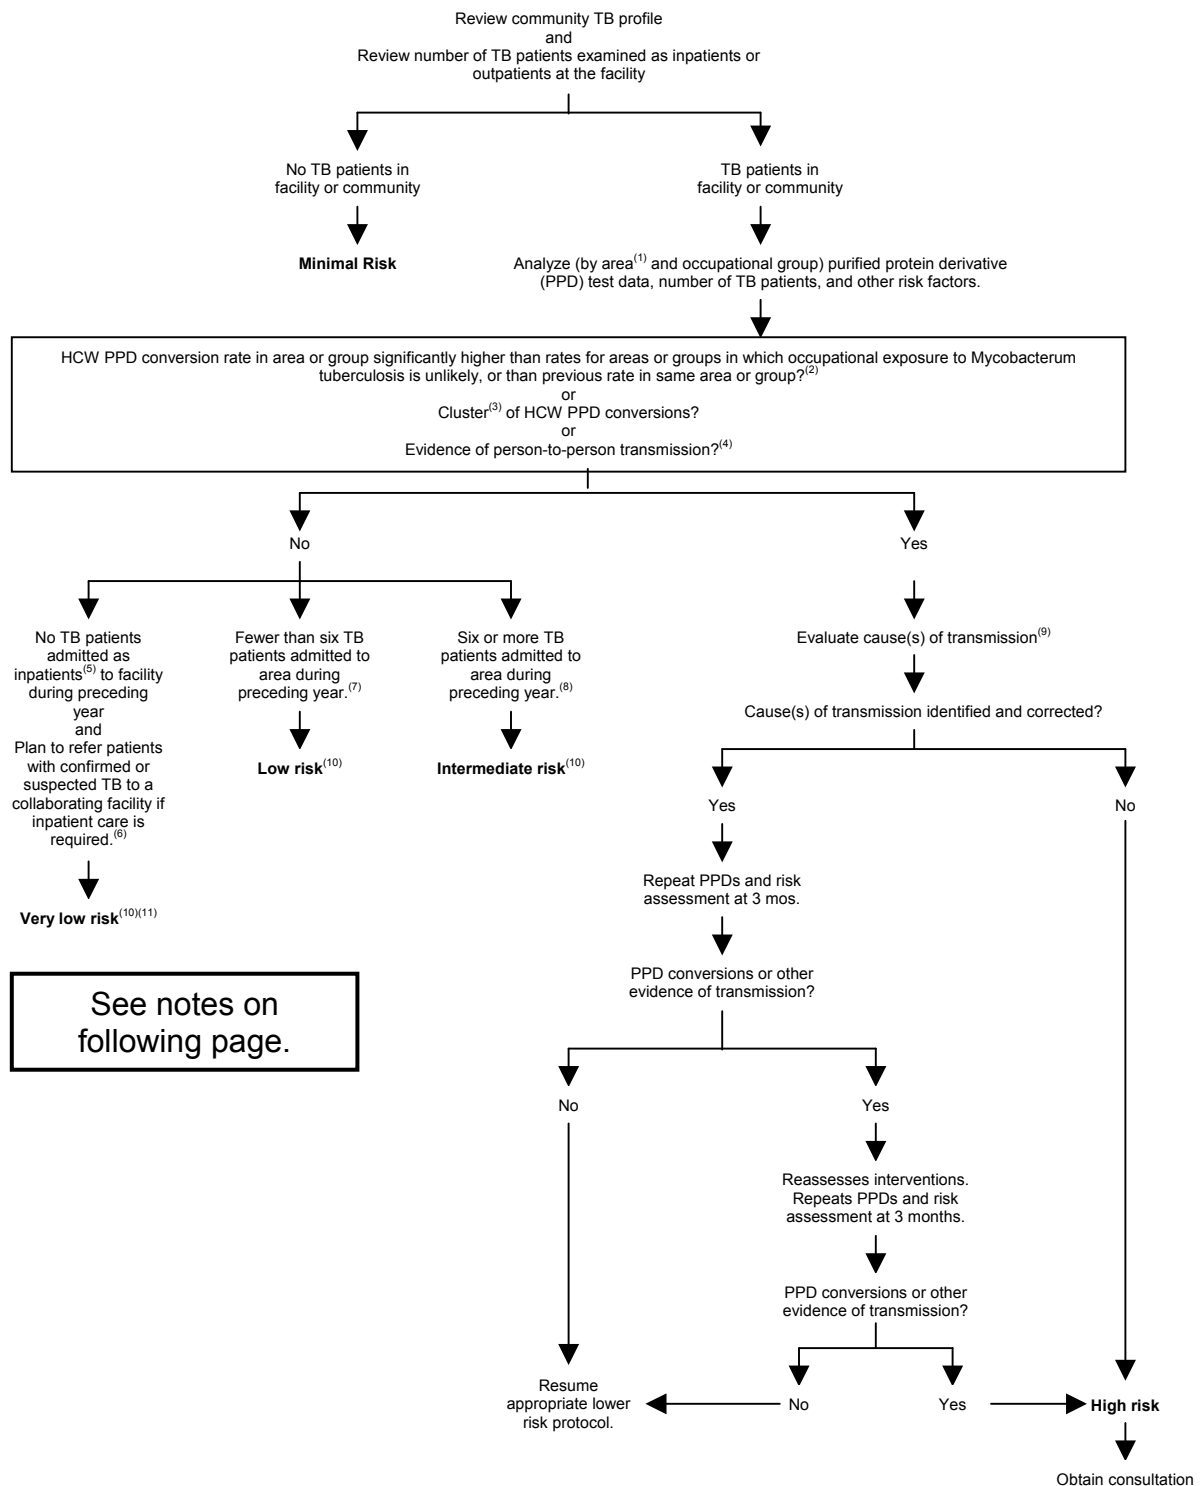 Review community TB profile
and
Review number of TB patients examined as inpatients or
outpatients at the facility
No TB patients in
facility or community
TB patients in
facility or community
Minimal Risk
Analyze (by area(1) and occupational group) purified protein derivative
(PPD) test data, number of TB patients, and other risk factors.
HCW PPD conversion rate in area or group significantly higher than rates for areas or groups in which occupational exposure to Mycobacterum
tuberculosis is unlikely, or than previous rate in same area or group?(2)
or
Cluster(3) of HCW PPD conversions?
or
Evidence of person-to-person transmission?(4)
No
Yes
No TB patients
admitted as
inpatients(5) to facility
during preceding
year
and
Plan to refer patients
with confirmed or
suspected TB to a
collaborating facility if
inpatient care is
required.(6)
Very low risk(10)(11)
Fewer than six TB
patients admitted to
area during
preceding year.(7)
Low risk(10)
Six or more TB
patients admitted to
area during
preceding year.(8)
Intermediate risk(10)
Evaluate cause(s) of transmission(9)
Cause(s) of transmission identified and corrected?
Yes
No
Repeat PPDs and risk
assessment at 3 mos.
PPD conversions or other
evidence of transmission?
See notes on
following page.
No
Yes
Reassesses interventions.
Repeats PPDs and risk
assessment at 3 months.
PPD conversions or other
evidence of transmission?
Resume
appropriate lower
risk protocol.
No
Yes
High risk
Obtain consultation